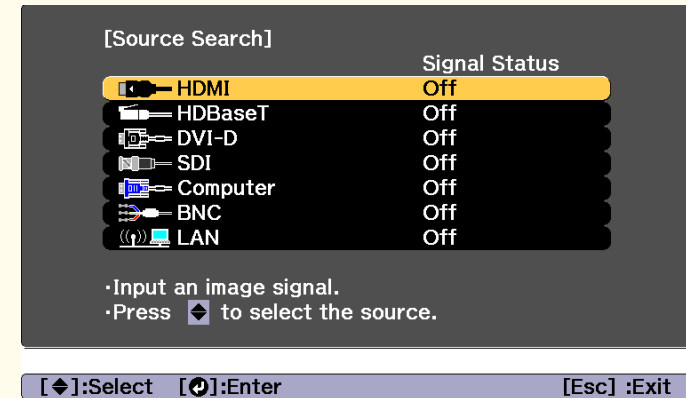 [Source Search]
Signal Status
HDMI Off
HDBaseT Off
DVI-D Off
SDI Off
Computer Off
BNC Off
LAN Off
·Input an image signal.
·Press to select the source.
[]:Select []:Enter [Esc] :Exit